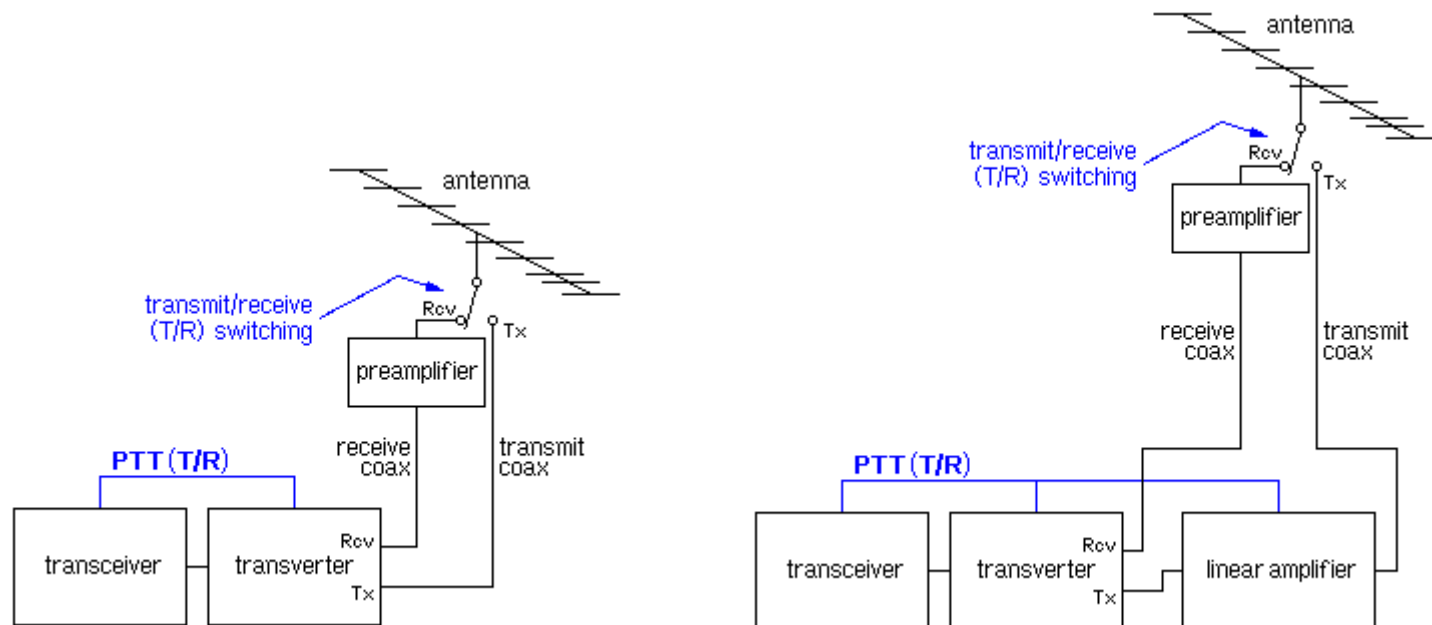 antenna
transmit/receive
(T/R) switching
Rcv
Tx
preamplifier
receive
coax
transmit
coax
PTT (T/R)
transceiver
transverter
Rcv
Tx
antenna
transmit/receive
(T/R) switching
Rcv
Tx
preamplifier
receive
coax
transmit
coax
PTT (T/R)
transceiver
transverter
Rcv
Tx
linear amplifier